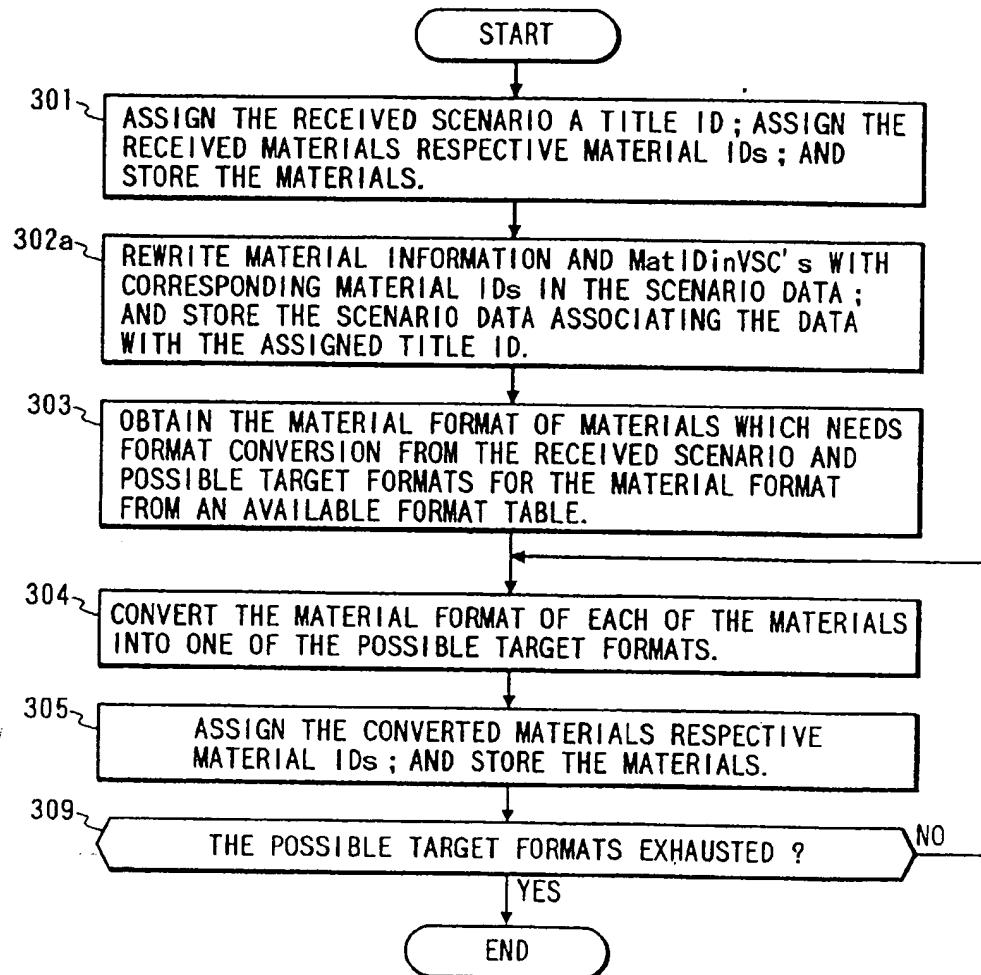 START
301
ASSIGN THE RECEIVED SCENARIO A TITLE ID; ASSIGN THE
RECEIVED MATERIALS RESPECTIVE MATERIAL IDs; AND
STORE THE MATERIALS.
302a
REWRITE MATERIAL INFORMATION AND MatIDinVSC's WITH
CORRESPONDING MATERIAL IDs IN THE SCENARIO DATA;
AND STORE THE SCENARIO DATA ASSOCIATING THE DATA
WITH THE ASSIGNED TITLE ID.
303
OBTAIN THE MATERIAL FORMAT OF MATERIALS WHICH NEEDS
FORMAT CONVERSION FROM THE RECEIVED SCENARIO AND
POSSIBLE TARGET FORMATS FOR THE MATERIAL FORMAT
FROM AN AVAILABLE FORMAT TABLE.
304
CONVERT THE MATERIAL FORMAT OF EACH OF THE MATERIALS
INTO ONE OF THE POSSIBLE TARGET FORMATS.
305
ASSIGN THE CONVERTED MATERIALS RESPECTIVE
MATERIAL IDs; AND STORE THE MATERIALS.
309
THE POSSIBLE TARGET FORMATS EXHAUSTED ?
NO
YES
END